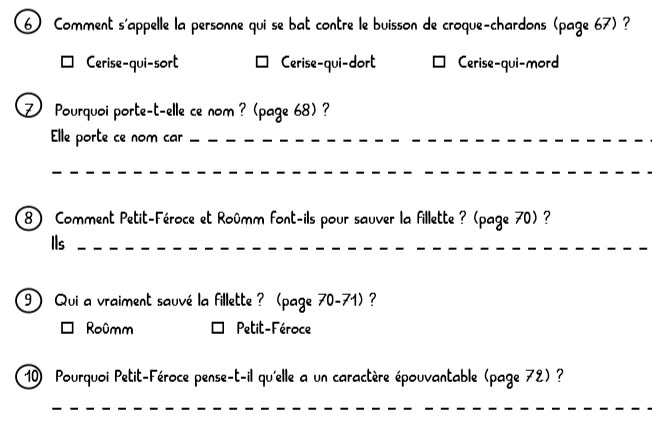 6 Comment s'appelle la personne qui se bat contre le buisson de croque-chardons (page 67) ?
Cerise-qui-sort Cerise-qui-dort Cerise-qui-mord
7 Pourquoi porte-t-elle ce nom ? (page 68) ?
Elle porte ce nom car
8 Comment Petit-Féroce et Roûmm font-ils pour sauver la fillette ? (page 70) ?
Ils
9 Qui a vraiment sauvé la fillette ? (page 70-71) ?
Roûmm Petit-Féroce
10 Pourquoi Petit-Féroce pense-t-il qu'elle a un caractère épouvantable (page 72) ?